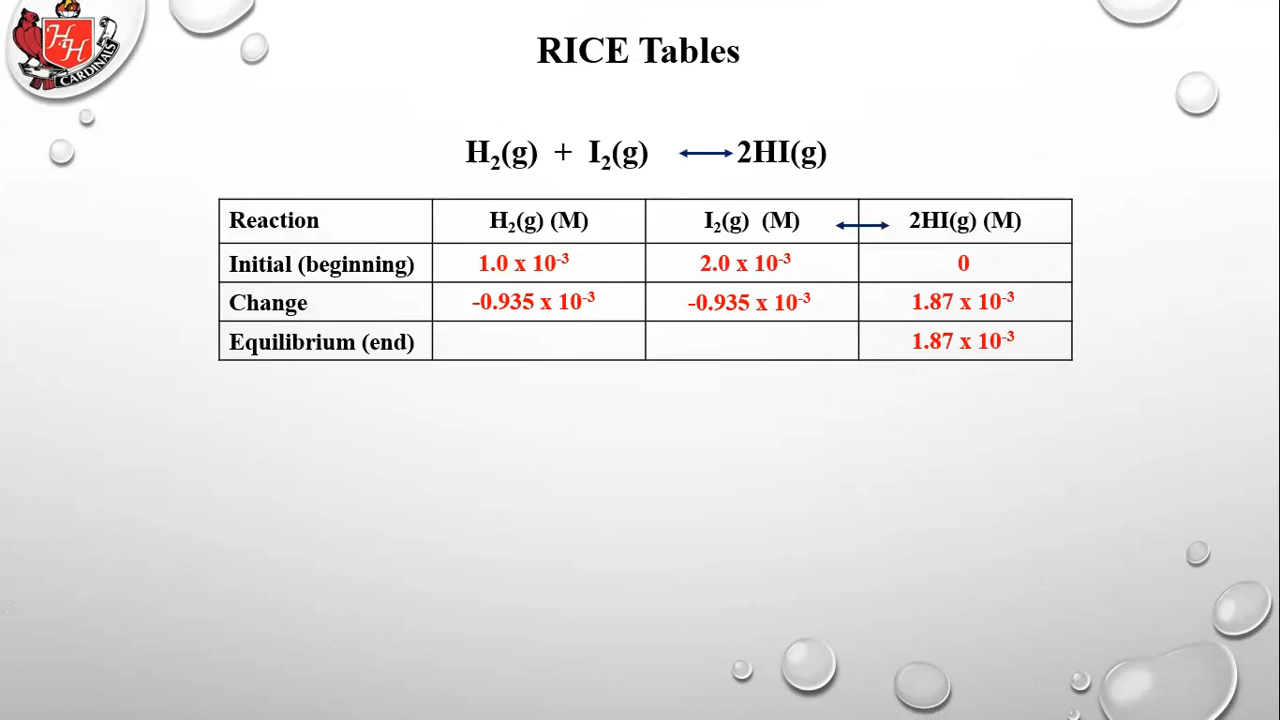 HH
CARDINALS
RICE Tables
H₂(g) + I₂(g) ⟷ 2HI(g)
Reaction H₂(g) (M) I₂(g) (M) ⟷ 2HI(g) (M)
Initial (beginning) 1.0 x 10⁻³ 2.0 x 10⁻³ 0
Change -0.935 x 10⁻³ -0.935 x 10⁻³ 1.87 x 10⁻³
Equilibrium (end) 1.87 x 10⁻³